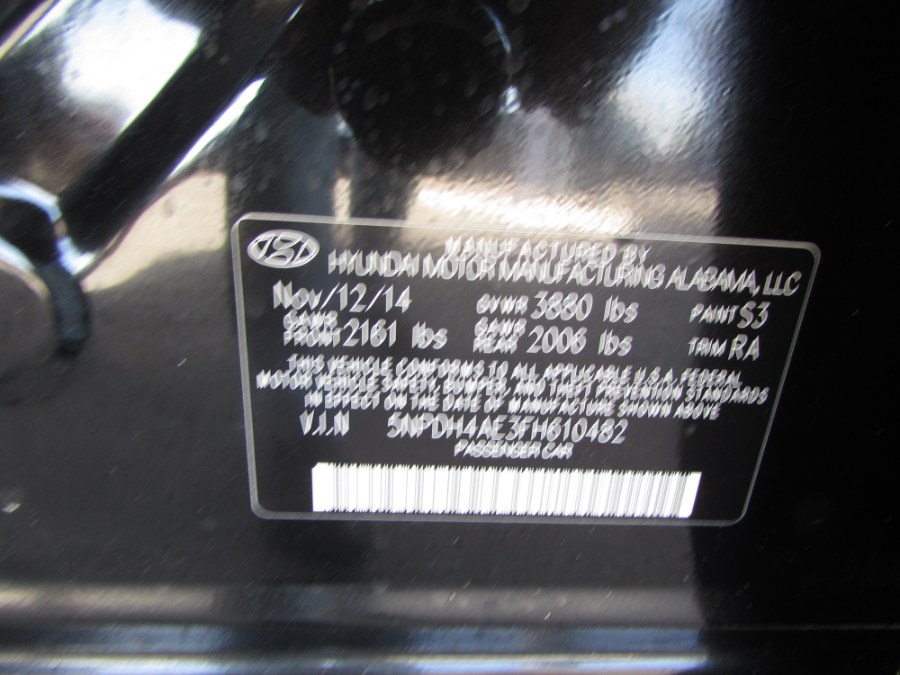 MANUFACTURED BY
HYUNDAI MOTOR MANUFACTURING ALABAMA, LLC
Nov/12/14 GVWR 3880 lbs PAINT S3
GAWR FRONT 2161 lbs GAWR REAR 2006 lbs TRIM RA
THIS VEHICLE CONFORMS TO ALL APPLICABLE U.S.A. FEDERAL
MOTOR VEHICLE SAFETY, BUMPER, AND THEFT PREVENTION STANDARDS
IN EFFECT ON THE DATE OF MANUFACTURE SHOWN ABOVE
V.I.N 5NPDH4AE3FH610482
PASSENGER CAR